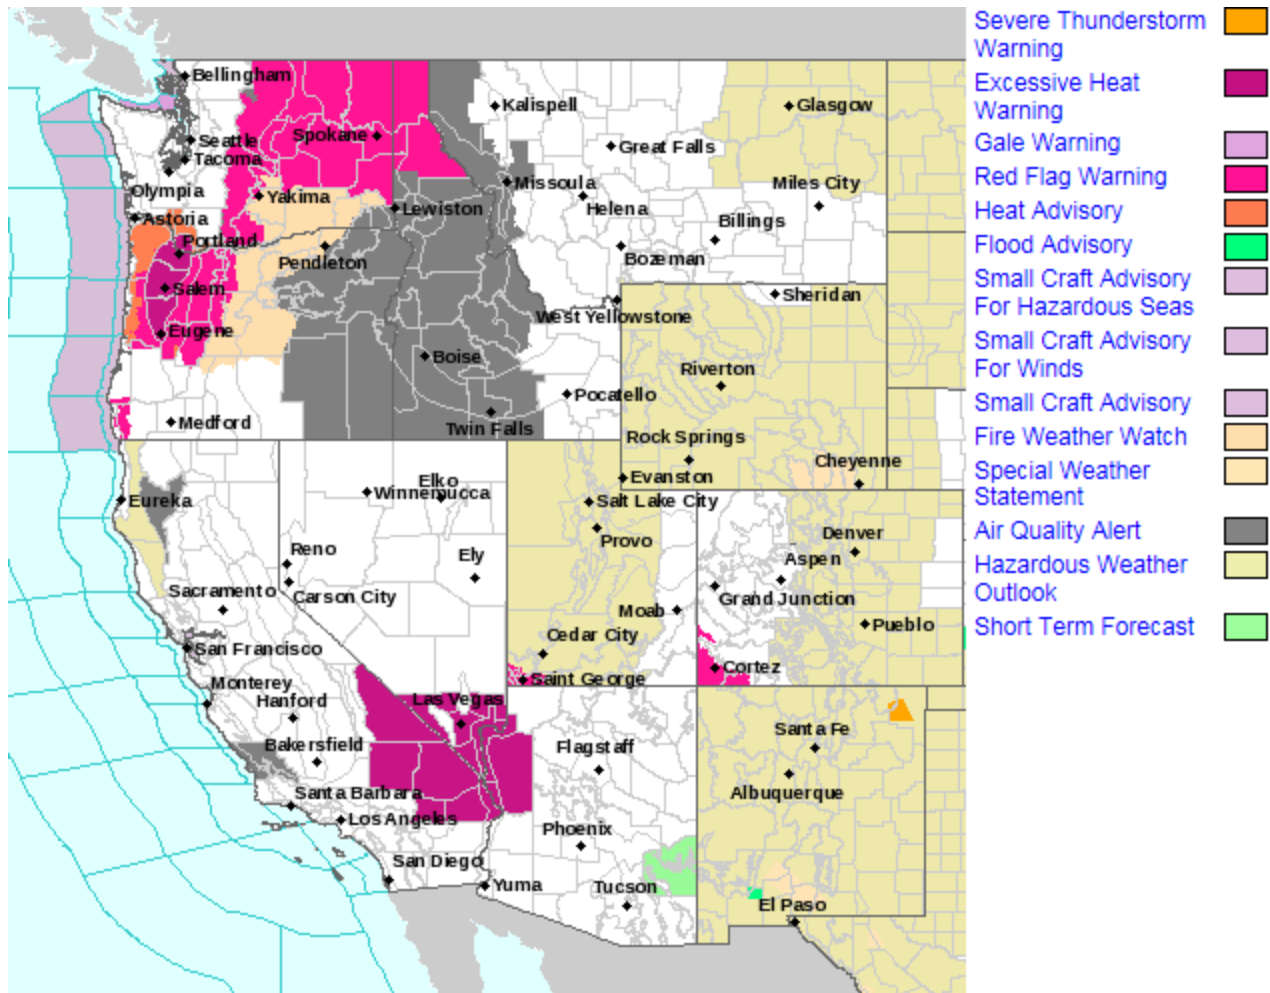 Bellingham
Kalispell
Glasgow
Seattle
Spokane
Tacoma
Great Falls
Olympia
Yakima
Missoula
Miles City
Lewiston
Helena
Astoria
Billings
Portland
Pendleton
Bozeman
Salem
Sheridan
Eugene
West Yellowstone
Boise
Riverton
Pocatello
Medford
Twin Falls
Rock Springs
Cheyenne
Evanston
Elko
Winnemucca
Eureka
Salt Lake City
Provo
Denver
Reno
Ely
Aspen
Sacramento
Carson City
Grand Junction
Moab
Pueblo
Cedar City
San Francisco
Cortez
Saint George
Monterey
Hanford
Las Vegas
Santa Fe
Bakersfield
Flagstaff
Albuquerque
Santa Barbara
Los Angeles
Phoenix
San Diego
Yuma
Tucson
El Paso
Severe Thunderstorm
Warning
Excessive Heat
Warning
Gale Warning
Red Flag Warning
Heat Advisory
Flood Advisory
Small Craft Advisory
For Hazardous Seas
Small Craft Advisory
For Winds
Small Craft Advisory
Fire Weather Watch
Special Weather
Statement
Air Quality Alert
Hazardous Weather
Outlook
Short Term Forecast